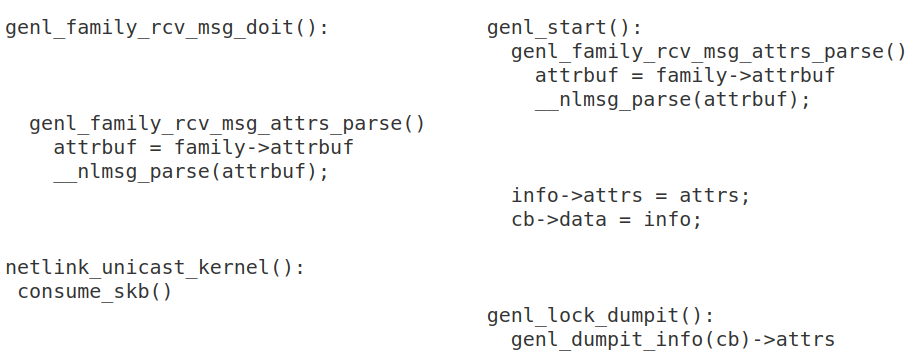 genl_family_rcv_msg_doit():
genl_family_rcv_msg_attrs_parse()
attrbuf = family->attrbuf
__nlmsg_parse(attrbuf);
netlink_unicast_kernel():
consume_skb()
genl_start():
genl_family_rcv_msg_attrs_parse()
attrbuf = family->attrbuf
__nlmsg_parse(attrbuf);
info->attrs = attrs;
cb->data = info;
genl_lock_dumpit():
genl_dumpit_info(cb)->attrs